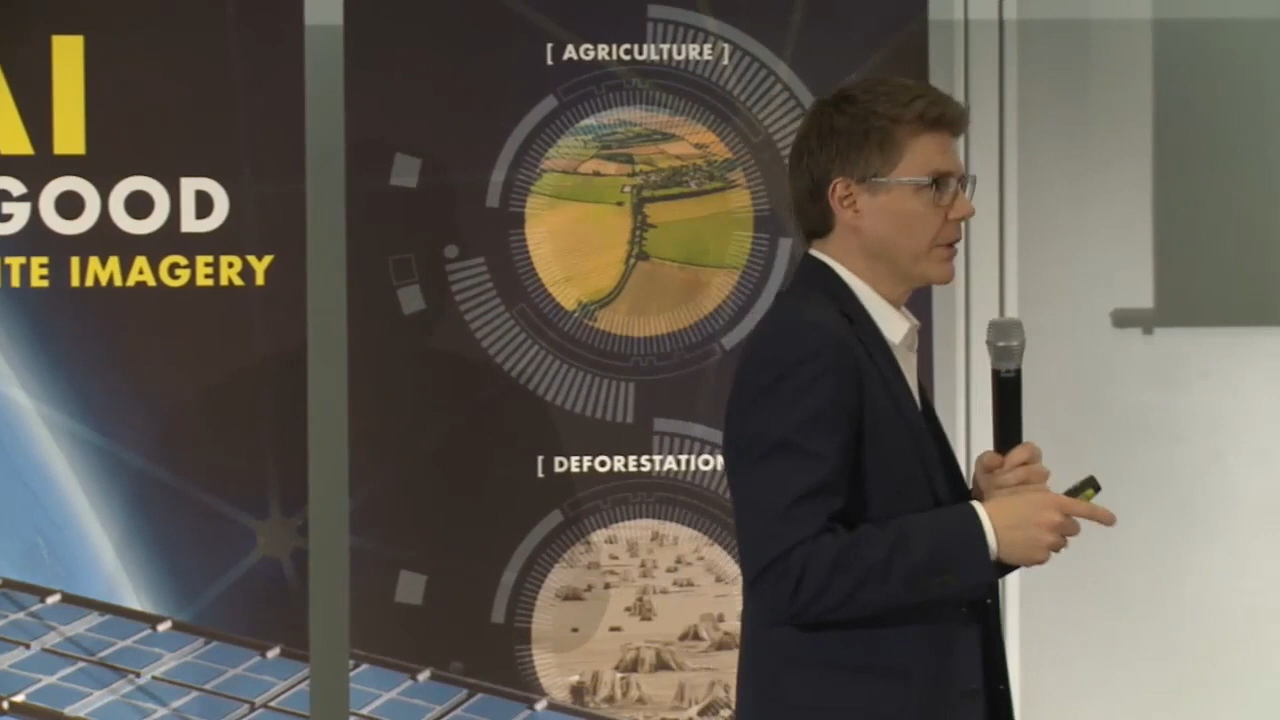 AI
GOOD
ITE IMAGERY
[ AGRICULTURE ]
[ DEFORESTATION